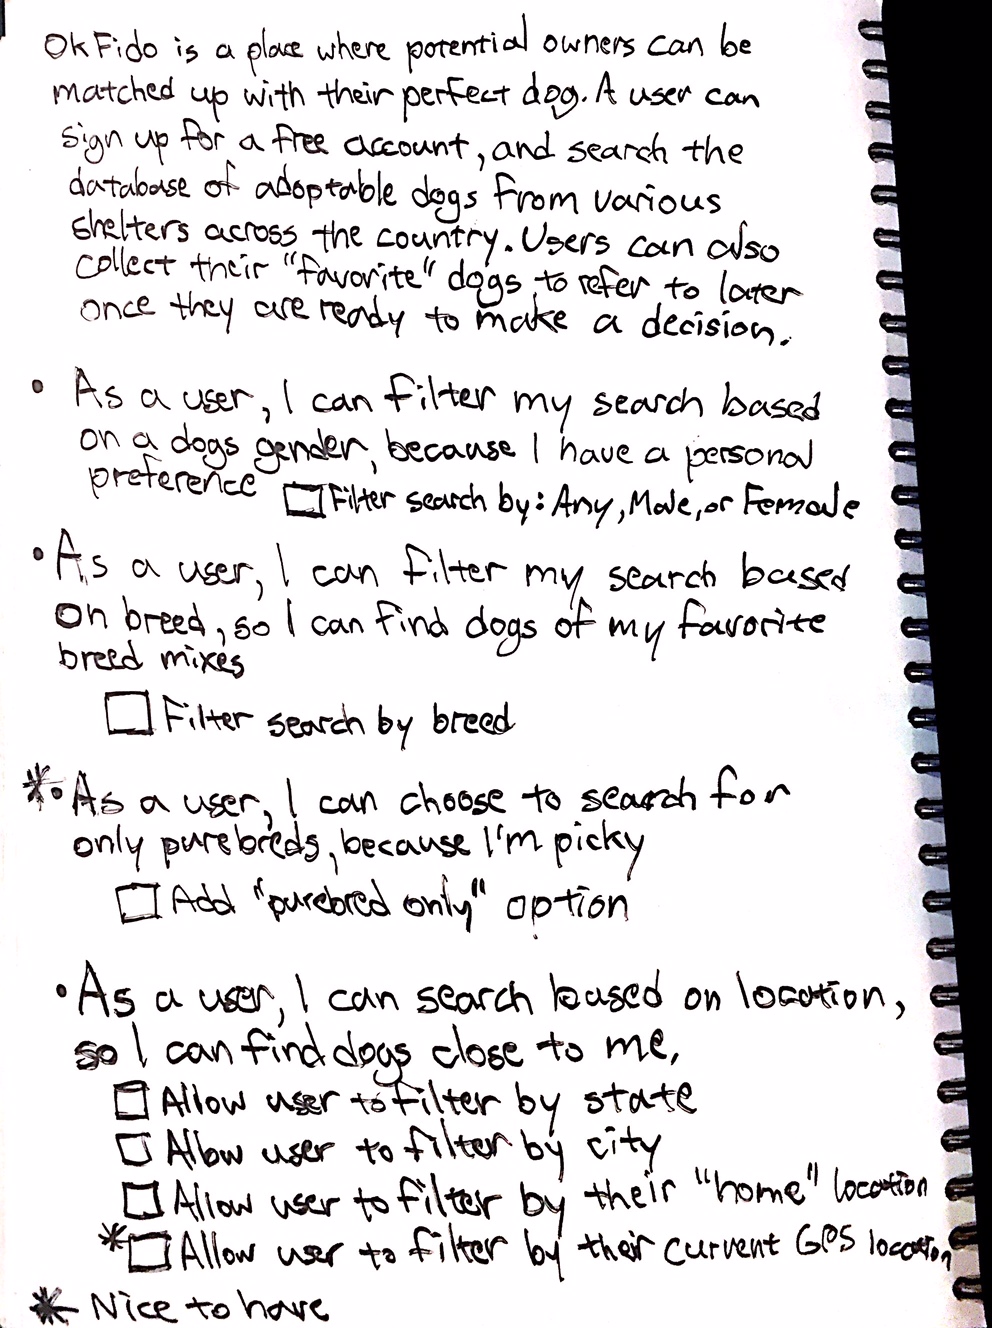 OkFido is a place where potential owners can be
matched up with their perfect dog. A user can
sign up for a free account, and search the
database of adoptable dogs from various
shelters across the country. Users can also
collect their "favorite" dogs to refer to later
once they are ready to make a decision.
• As a user, I can filter my search based
on a dogs gender, because I have a personal
preference
☐ Filter search by: Any, Male, or Female
• As a user, I can filter my search based
on breed, so I can find dogs of my favorite
breed mixes
☐ Filter search by breed
*• As a user, I can choose to search for
only purebreds, because I'm picky
☐ Add "purebred only" option
• As a user, I can search based on location,
so I can find dogs close to me,
☐ Allow user to filter by state
☐ Allow user to filter by city
☐ Allow user to filter by their "home" location
*☐ Allow user to filter by their current GPS location
* Nice to have